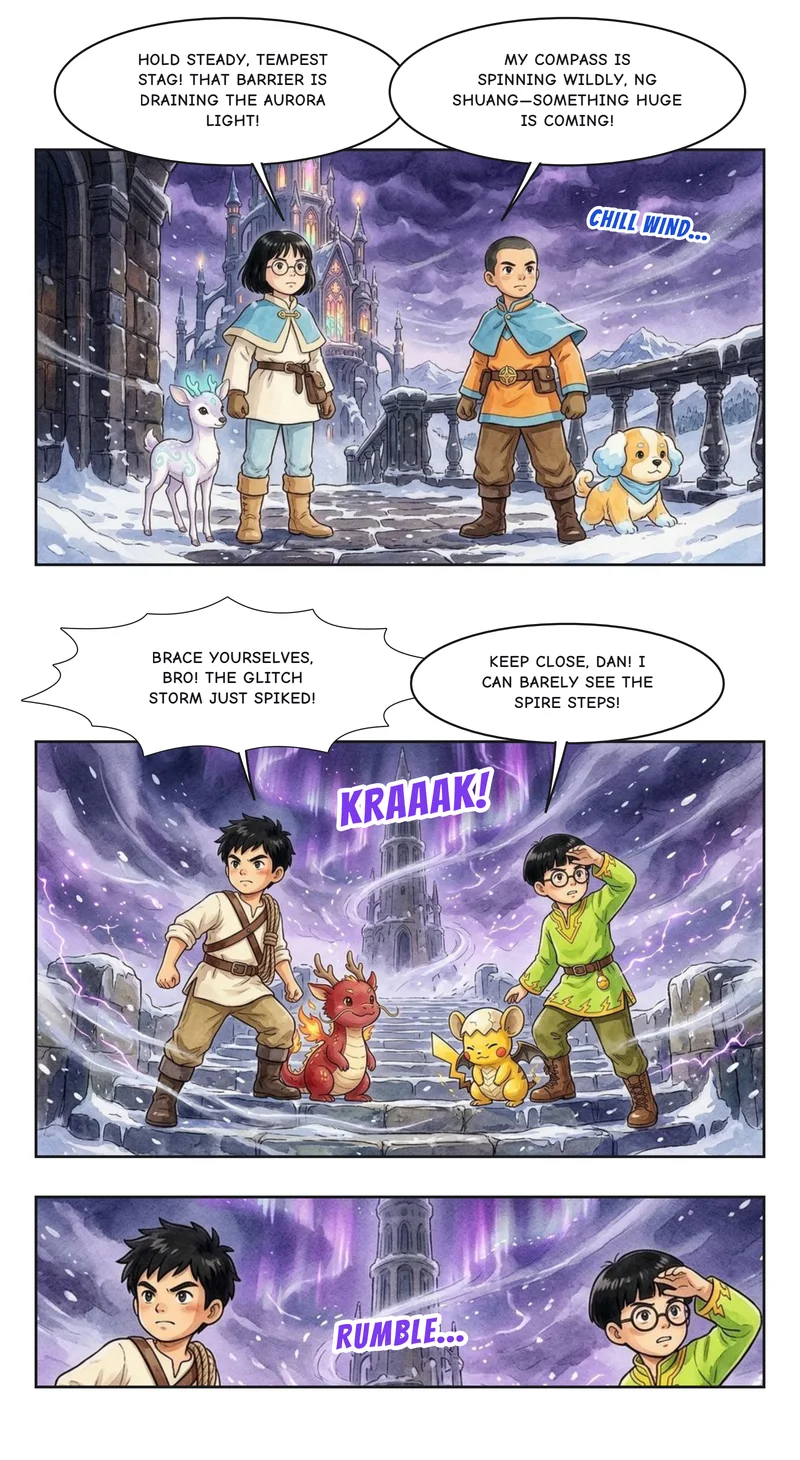 HOLD STEADY, TEMPEST
STAG! THAT BARRIER IS
DRAINING THE AURORA
LIGHT!
MY COMPASS IS
SPINNING WILDLY, NG
SHUANG—SOMETHING HUGE
IS COMING!
CHILL WIND...
BRACE YOURSELVES,
BRO! THE GLITCH
STORM JUST SPIKED!
KEEP CLOSE, DAN! I
CAN BARELY SEE THE
SPIRE STEPS!
KRAAAK!
RUMBLE...